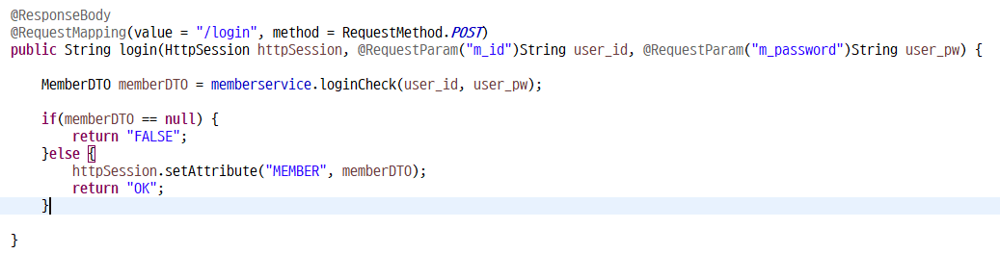 @ResponseBody
@RequestMapping(value = "/login", method = RequestMethod.POST)
public String login(HttpSession httpSession, @RequestParam("m_id")String user_id, @RequestParam("m_password")String user_pw) {
MemberDTO memberDTO = memberservice.loginCheck(user_id, user_pw);
if(memberDTO == null) {
return "FALSE";
}else {
httpSession.setAttribute("MEMBER", memberDTO);
return "OK";
}
}